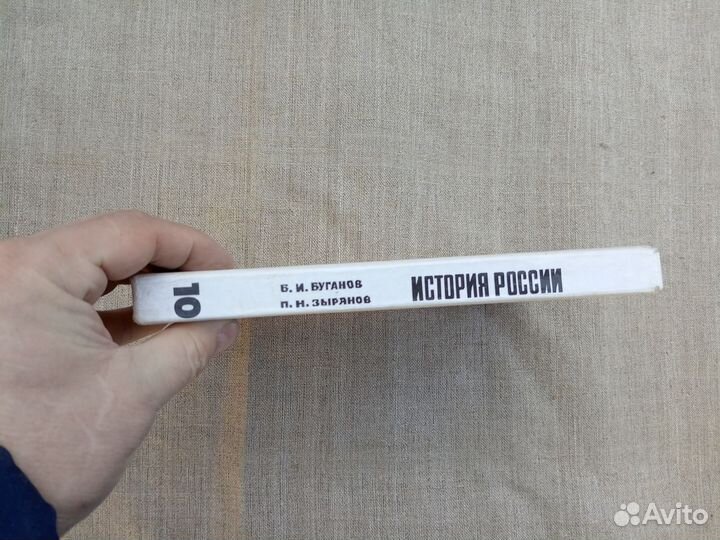 10
Б. И. БУГАНОВ
П. Н. ЗЫРЯНОВ
ИСТОРИЯ РОССИИ
Avito